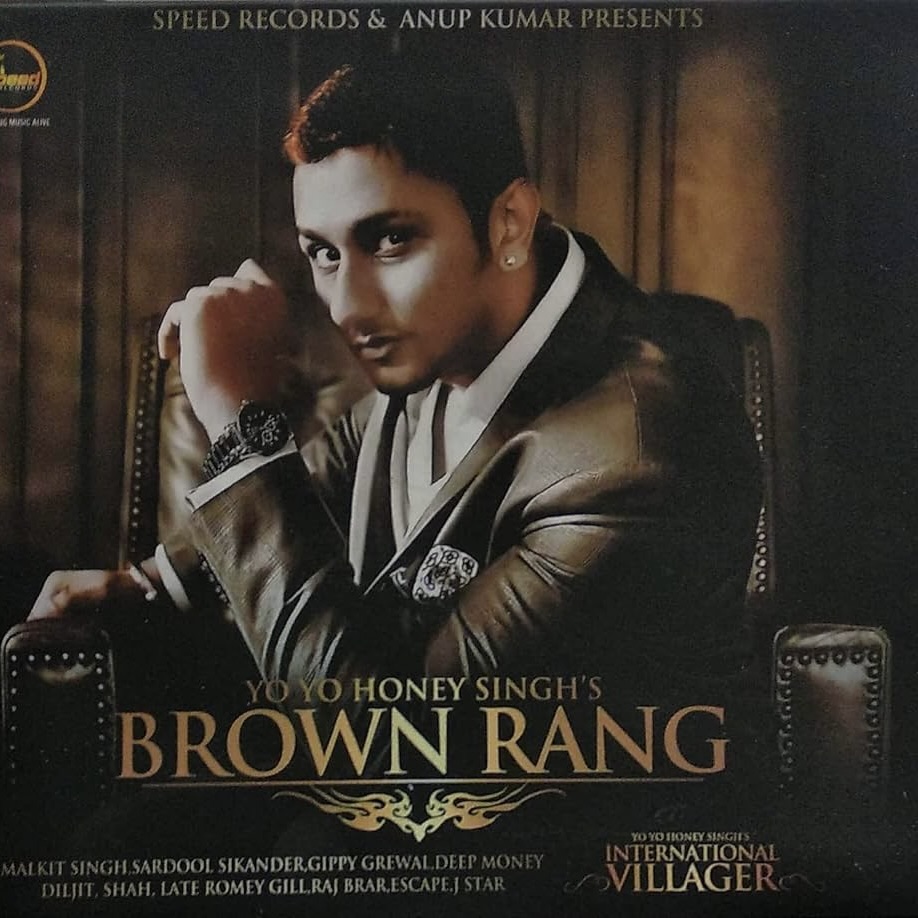 SPEED RECORDS & ANUP KUMAR PRESENTS
YO YO HONEY SINGH'S
BROWN RANG
MALKIT SINGH,SARDOOL SIKANDER,GIPPY GREWAL,DEEP MONEY
DILJIT, SHAH, LATE ROMEY GILL,RAJ BRAR,ESCAPE,J STAR
YO YO HONEY SINGH'S
INTERNATIONAL
VILLAGER